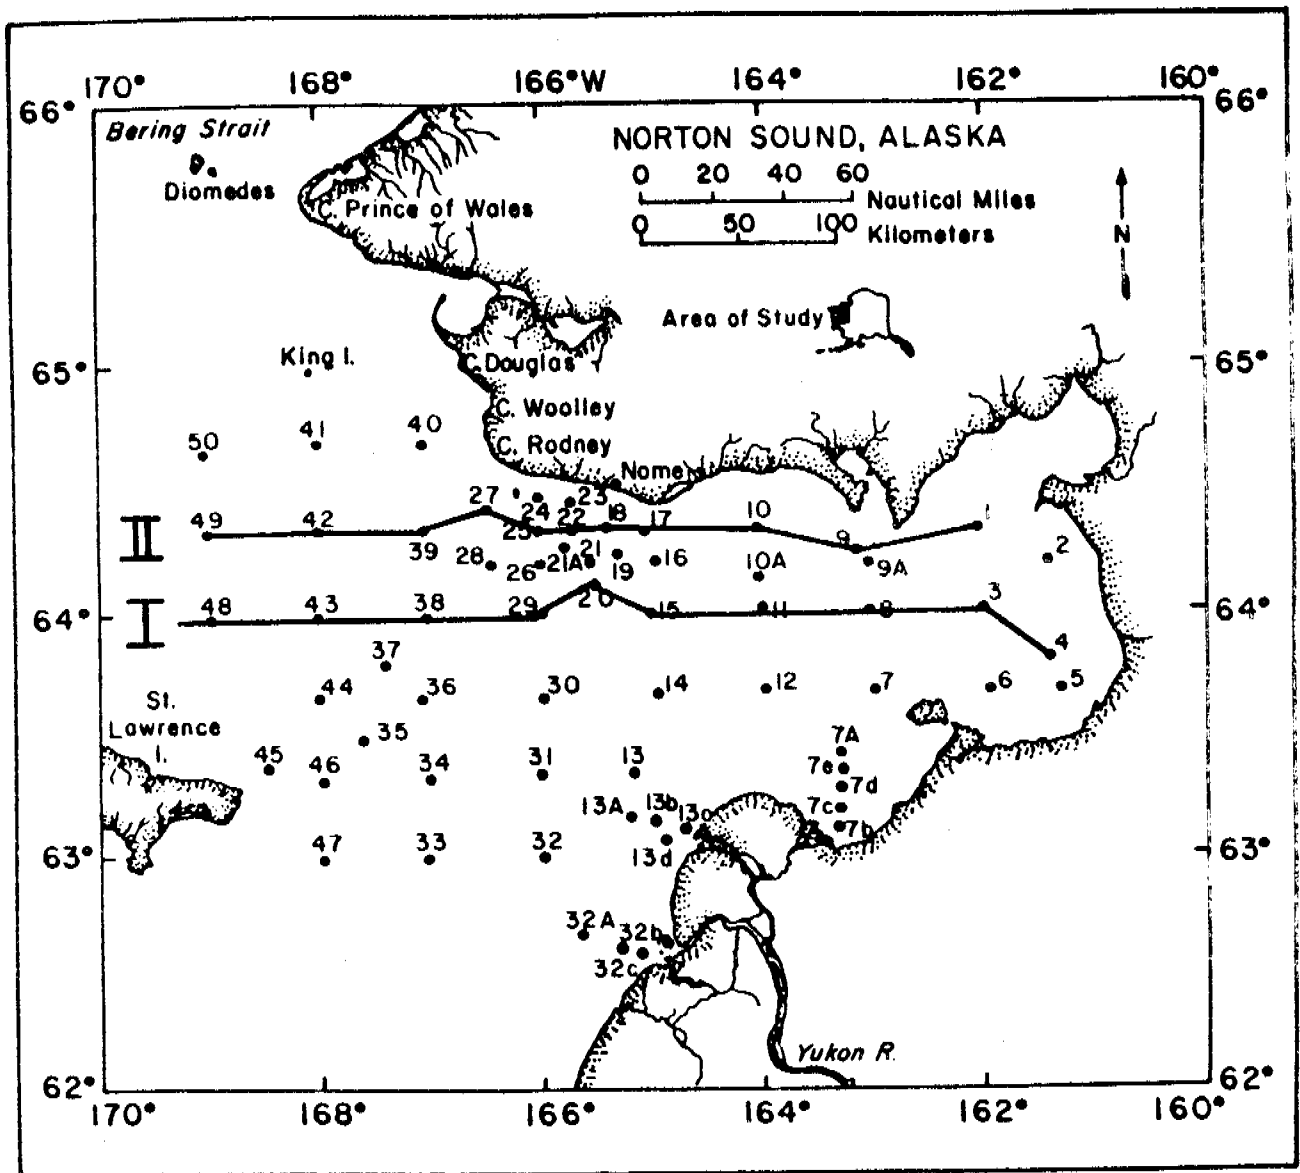 170° 168° 166°W 164° 162° 160°
66° 66°
Bering Strait
NORTON SOUND, ALASKA
Diomedes
0 20 40 60
Nautical Miles
C. Prince of Wales
0 50 100
Kilometers
N
Area of Study
King I.
C. Douglas
65° 65°
C. Woolley
41 40
50
C. Rodney
Nome
27 23
24 22 18 17 10 1
II
49 42 25
39 9 2
28 26 21A 21 19 16 10A 9A
20 3
I
48 43 38 29 15 11 8
64° 64°
37 4
44 36 30 14 12 7 6 5
St.
Lawrence
I.
35 7A
45 46 34 31 13 7e
7d
13A 13b 13c 7c
7b
47 33 32 13d
63° 63°
32A
32b
32c
Yukon R.
62° 62°
170° 168° 166° 164° 162° 160°